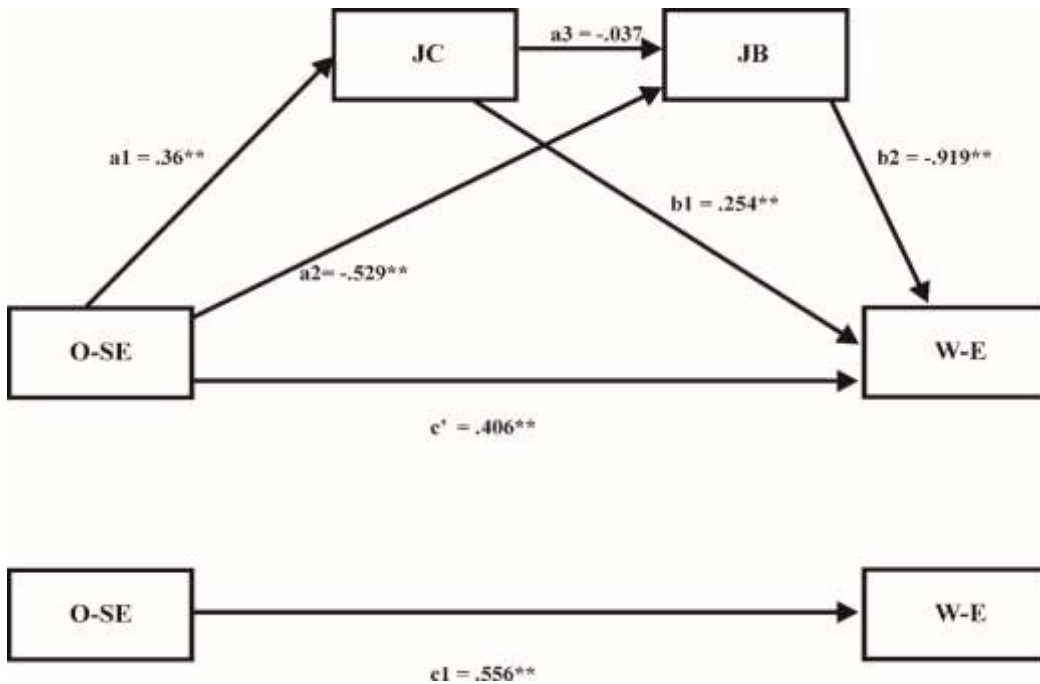 a3 = -.037
JC
JB
a1 = .36**
b2 = -.919**
b1 = .254**
a2= -.529**
O-SE
W-E
c' = .406**
O-SE
W-E
c1 = .556**